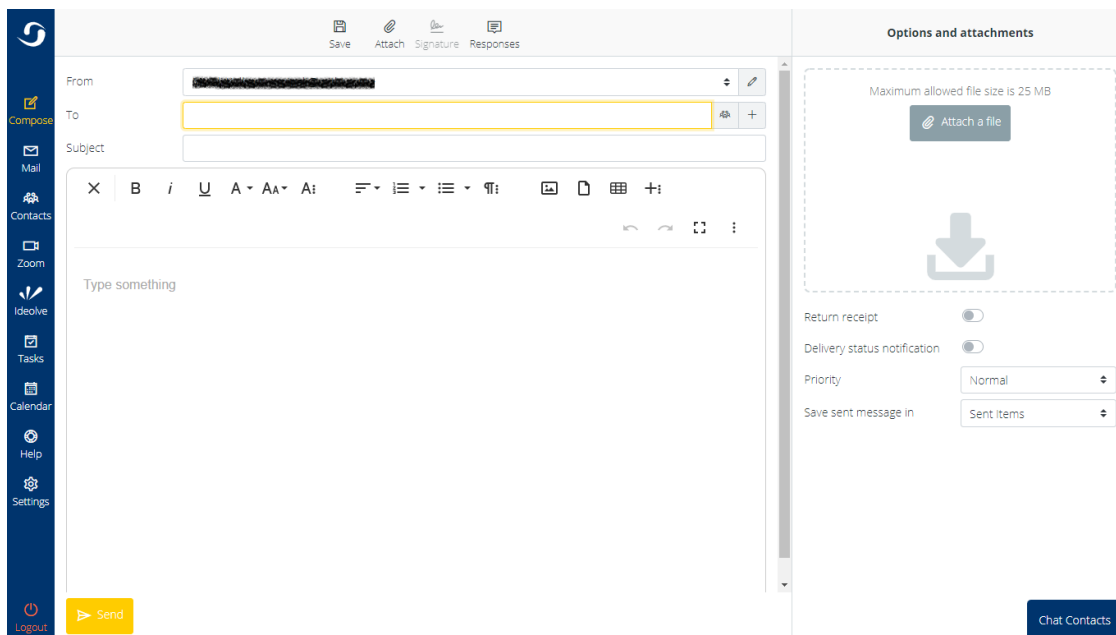 Compose
Mail
Contacts
Zoom
Ideolve
Tasks
Calendar
Help
Settings
Logout
Save
Attach
Signature
Responses
From
To
Subject
Type something
Send
Options and attachments
Maximum allowed file size is 25 MB
Attach a file
Return receipt
Delivery status notification
Priority
Normal
Save sent message in
Sent Items
Chat Contacts